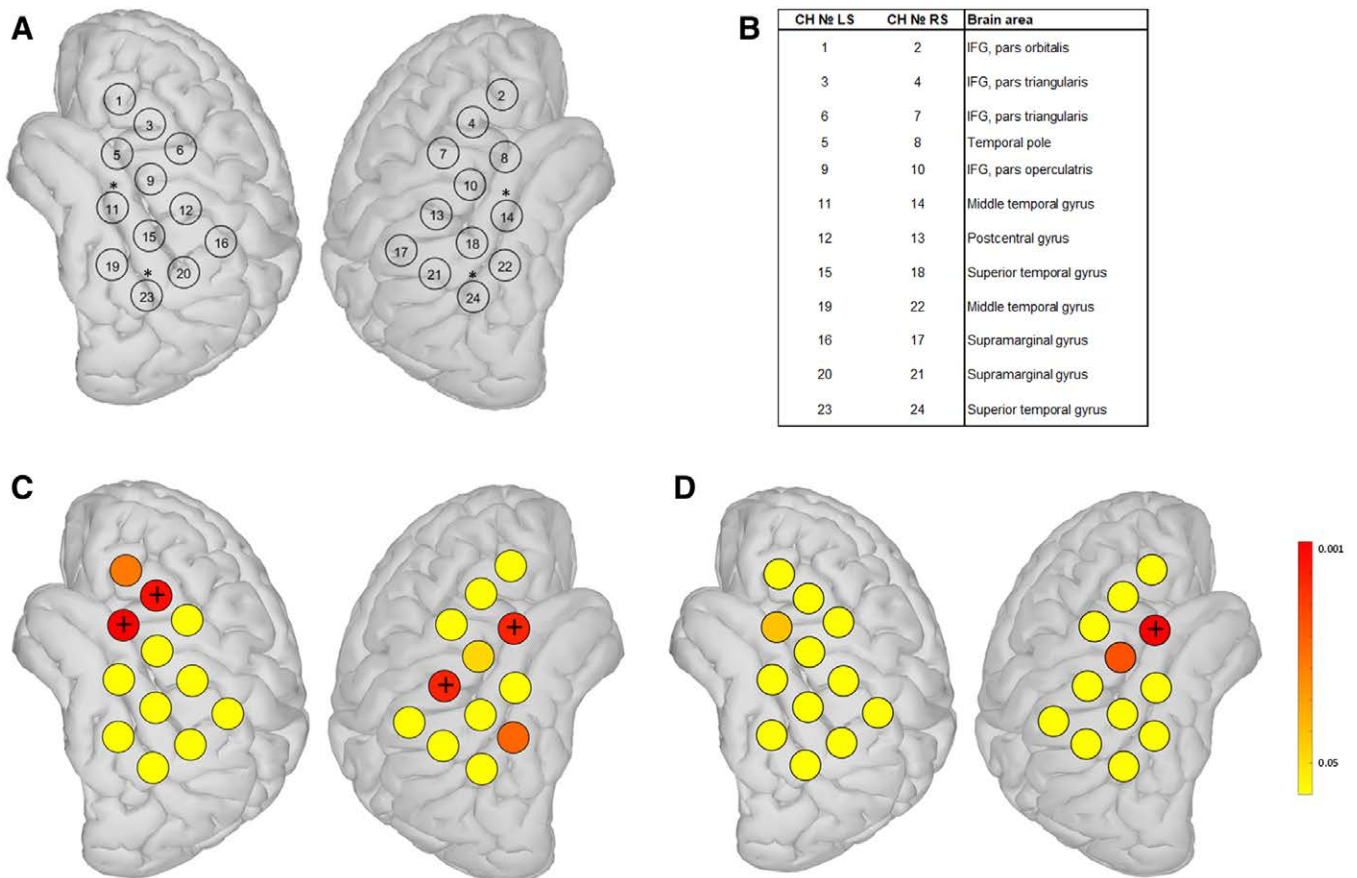 A
1
3
5 6
9
*
11 12
15 16
19 * 20
23
2
4
7 8
10
*
13 14
17 18
21 22
*
24
B
CH № LS CH № RS Brain area
1 2 IFG, pars orbitalis
3 4 IFG, pars triangularis
6 7 IFG, pars triangularis
5 8 Temporal pole
9 10 IFG, pars operculatris
11 14 Middle temporal gyrus
12 13 Postcentral gyrus
15 18 Superior temporal gyrus
19 22 Middle temporal gyrus
16 17 Supramarginal gyrus
20 21 Supramarginal gyrus
23 24 Superior temporal gyrus
C
+
+
+
+
D
+
0.001
0.05